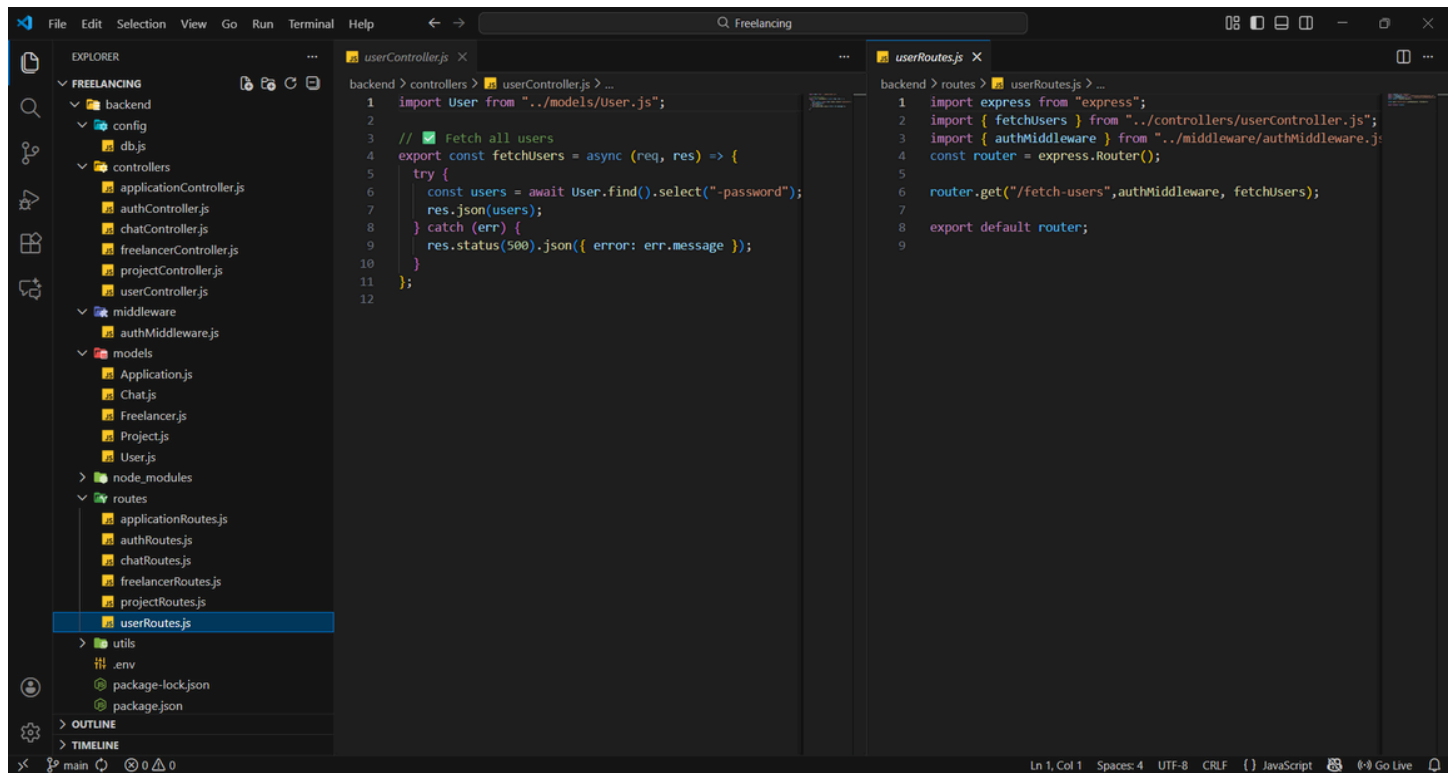 File Edit Selection View Go Run Terminal Help
Freelancing
EXPLORER
FREELANCING
backend
config
db.js
controllers
applicationController.js
authController.js
chatController.js
freelancerController.js
projectController.js
userController.js
middleware
authMiddleware.js
models
Application.js
Chat.js
Freelancer.js
Project.js
User.js
node_modules
routes
applicationRoutes.js
authRoutes.js
chatRoutes.js
freelancerRoutes.js
projectRoutes.js
userRoutes.js
utils
.env
package-lock.json
package.json
OUTLINE
TIMELINE
userController.js
backend > controllers > userController.js > ...
1 import User from "../models/User.js";
2
3 // ✅ Fetch all users
4 export const fetchUsers = async (req, res) => {
5 try {
6 const users = await User.find().select("-password");
7 res.json(users);
8 } catch (err) {
9 res.status(500).json({ error: err.message });
10 }
11 };
12
userRoutes.js
backend > routes > userRoutes.js > ...
1 import express from "express";
2 import { fetchUsers } from "../controllers/userController.js";
3 import { authMiddleware } from "../middleware/authMiddleware.js
4 const router = express.Router();
5
6 router.get("/fetch-users",authMiddleware, fetchUsers);
7
8 export default router;
9
main 0 0
Ln 1, Col 1 Spaces: 4 UTF-8 CRLF {} JavaScript Go Live